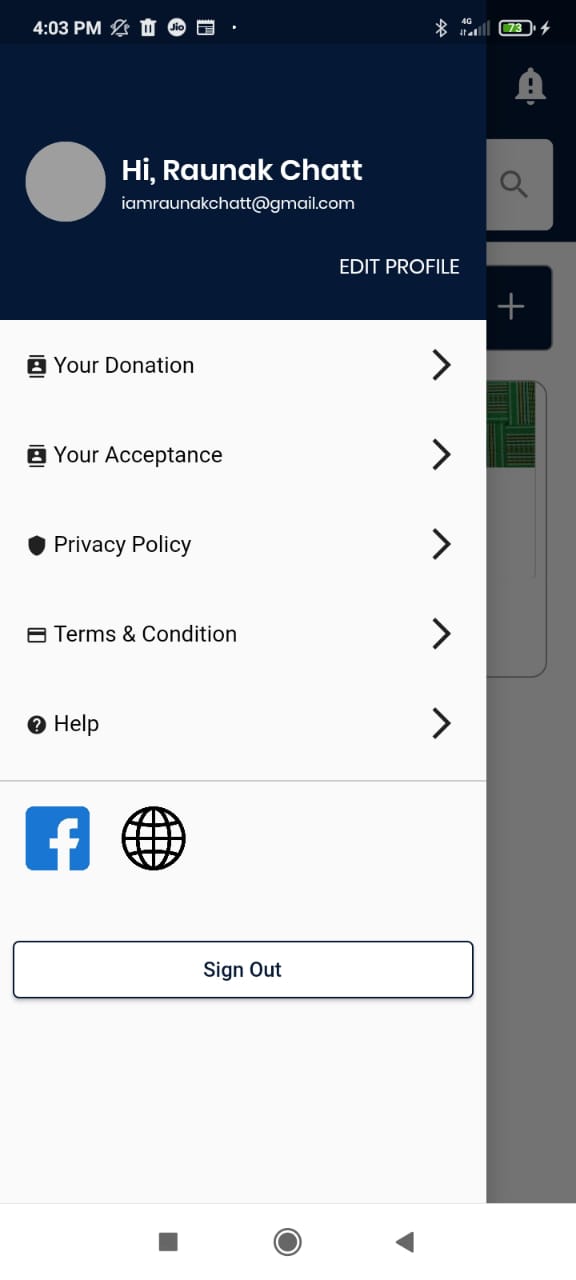 4:03 PM
Jio
4G
73
Hi, Raunak Chatt
iamraunakchatt@gmail.com
EDIT PROFILE
Your Donation
Your Acceptance
Privacy Policy
Terms & Condition
Help
Sign Out